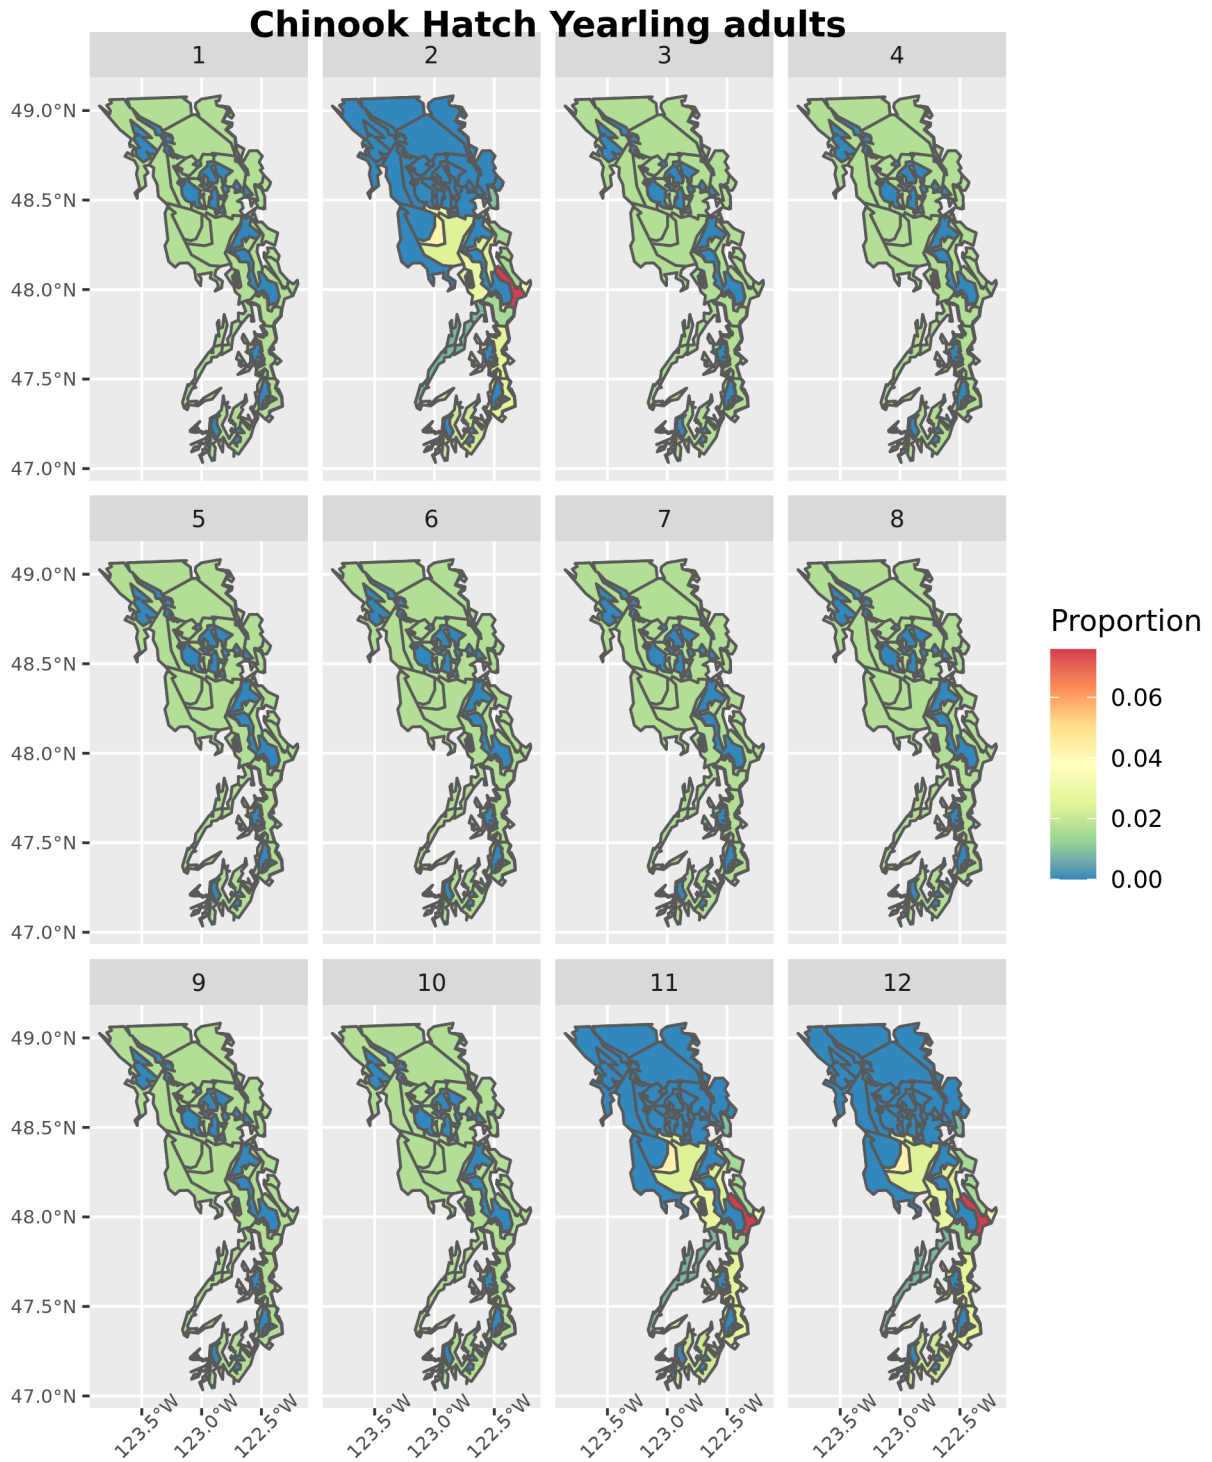 Chinook Hatch Yearling adults
1 2 3 4
49.0°N
48.5°N
48.0°N
47.5°N
47.0°N
5 6 7 8
49.0°N
48.5°N
48.0°N
47.5°N
47.0°N
Proportion
0.06
0.04
0.02
0.00
9 10 11 12
49.0°N
48.5°N
48.0°N
47.5°N
47.0°N
123.5°W 123.0°W 122.5°W 123.5°W 123.0°W 122.5°W 123.5°W 123.0°W 122.5°W 123.5°W 123.0°W 122.5°W